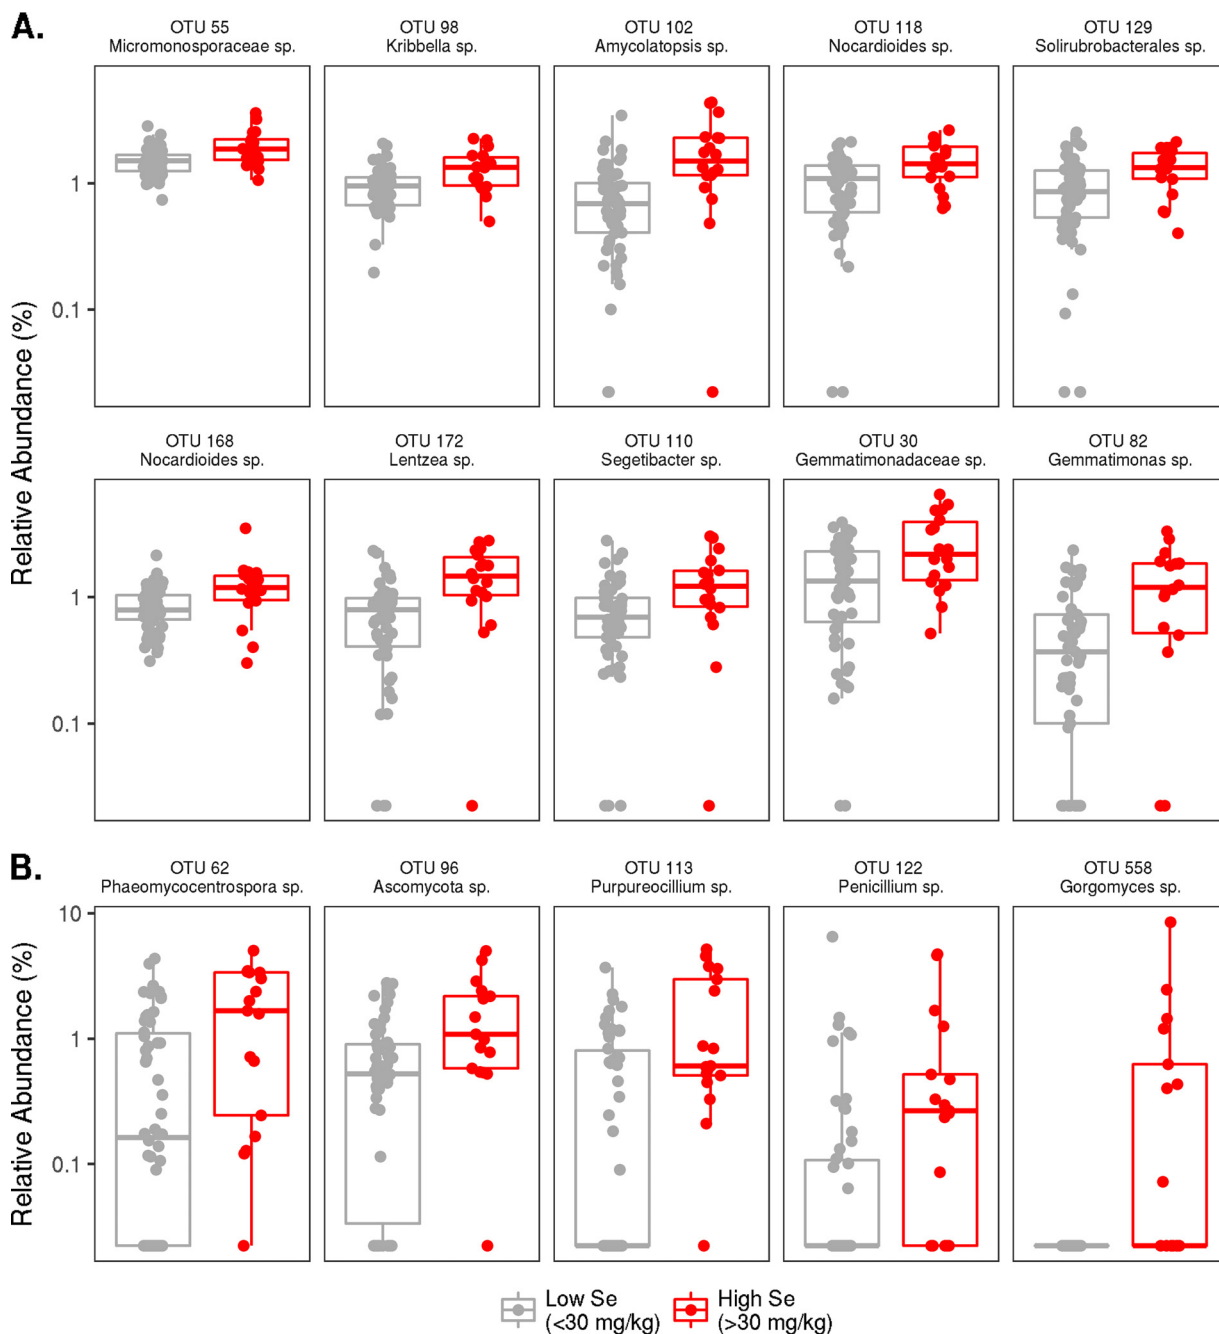 A.
OTU 55
Micromonosporaceae sp.
OTU 98
Kribbella sp.
OTU 102
Amycolatopsis sp.
OTU 118
Nocardioides sp.
OTU 129
Solirubrobacterales sp.
1
0.1
Relative Abundance (%)
OTU 168
Nocardioides sp.
OTU 172
Lentzea sp.
OTU 110
Segetibacter sp.
OTU 30
Gemmatimonadaceae sp.
OTU 82
Gemmatimonas sp.
1
0.1
B.
OTU 62
Phaeomycocentrospora sp.
OTU 96
Ascomycota sp.
OTU 113
Purpureocillium sp.
OTU 122
Penicillium sp.
OTU 558
Gorgomyces sp.
10
1
0.1
Relative Abundance (%)
Low Se
(<30 mg/kg)
High Se
(>30 mg/kg)